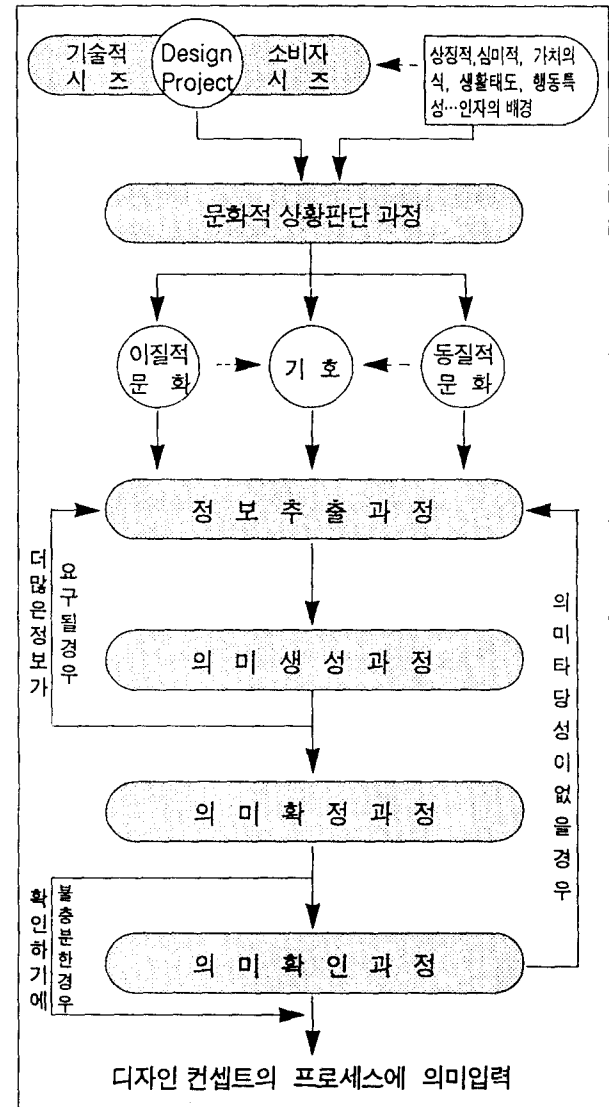 기술적
시 즈
Design
Project
소비자
시 즈
상징적,심미적, 가치의
식, 생활태도, 행동특
성…인자의 배경
문화적 상황판단 과정
이질적
문 화
기 호
동질적
문 화
정 보 추 출 과 정
더많은정보가
요구될경우
의 미 생 성 과 정
의미타당성이없을경우
의 미 확 정 과 정
확인하기에
불충분한경우
의 미 확 인 과 정
디자인 컨셉트의 프로세스에 의미입력